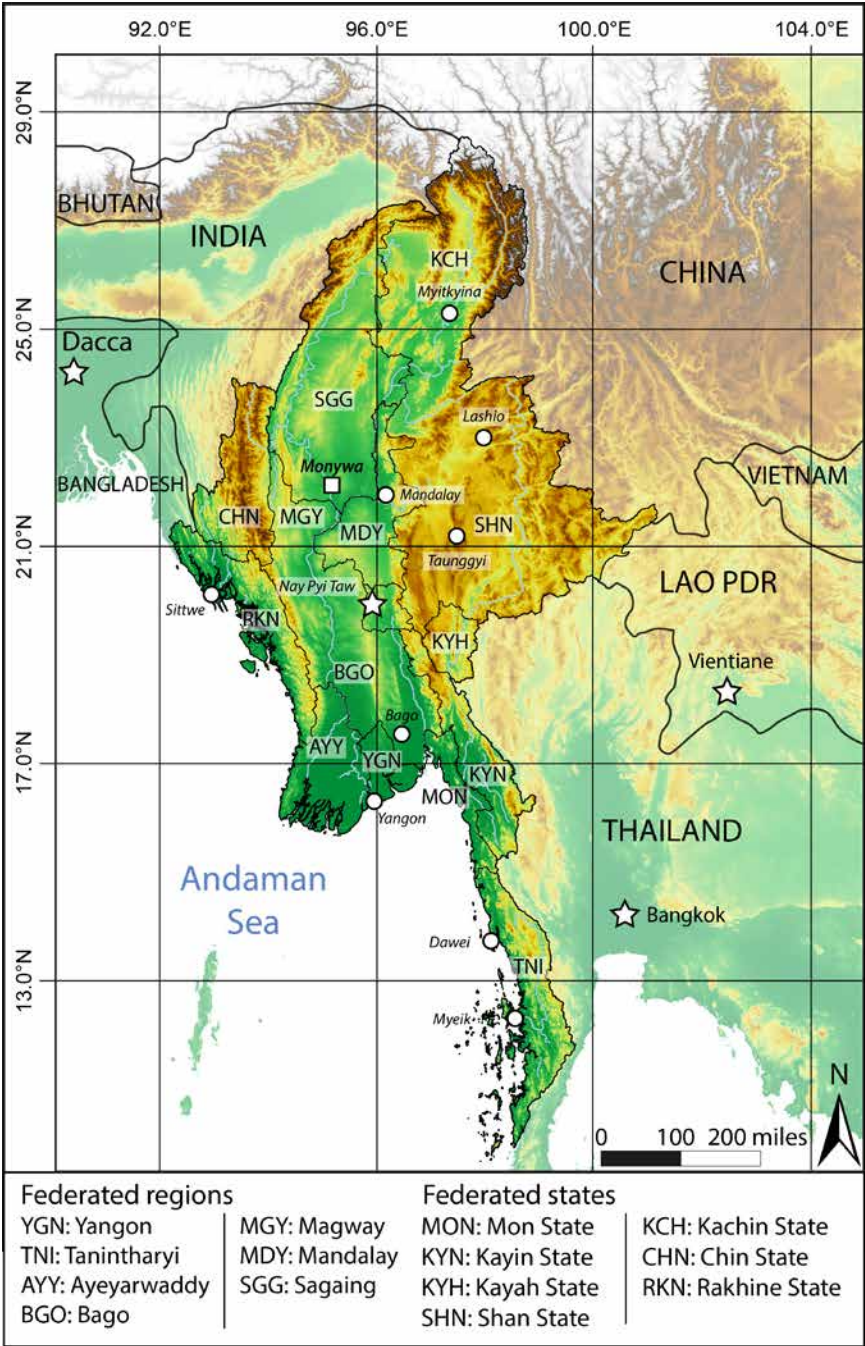 92.0°E
96.0°E
100.0°E
104.0°E
29.0°N
25.0°N
21.0°N
17.0°N
13.0°N
BHUTAN
INDIA
KCH
Myitkyina
CHINA
Dacca
SGG
Lashio
Monywa
BANGLADESH
VIETNAM
Mandalay
CHN
MGY
MDY
SHN
Taunggyi
Nay Pyi Taw
LAO PDR
Sittwe
RKN
KYH
Vientiane
BGO
Bago
AYY
YGN
KYN
MON
Yangon
THAILAND
Andaman
Sea
Bangkok
Dawei
TNI
Myeik
N
0 100 200 miles
Federated regions
YGN: Yangon
TNI: Tanintharyi
AYY: Ayeyarwaddy
BGO: Bago
MGY: Magway
MDY: Mandalay
SGG: Sagaing
Federated states
MON: Mon State
KYN: Kayin State
KYH: Kayah State
SHN: Shan State
KCH: Kachin State
CHN: Chin State
RKN: Rakhine State